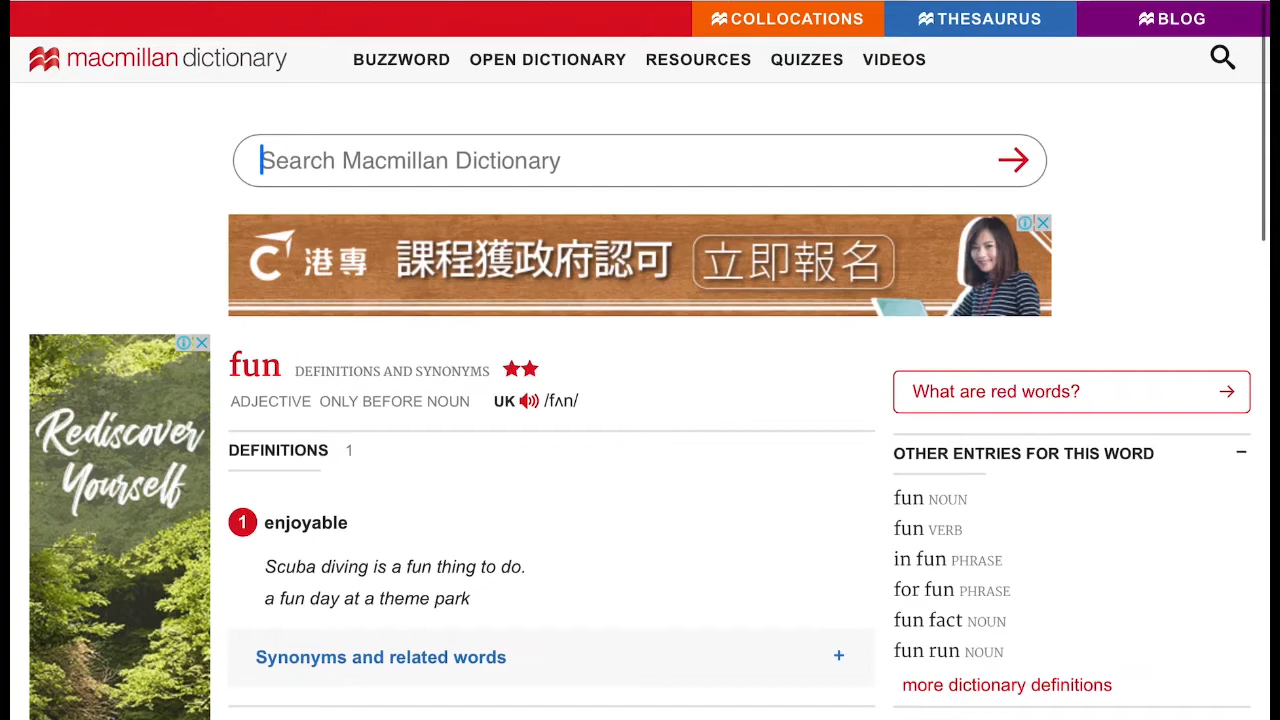 COLLOCATIONS THESAURUS BLOG
macmillan dictionary BUZZWORD OPEN DICTIONARY RESOURCES QUIZZES VIDEOS
Search Macmillan Dictionary
港專 課程獲政府認可 立即報名
Rediscover
Yourself
fun DEFINITIONS AND SYNONYMS
ADJECTIVE ONLY BEFORE NOUN UK /fʌn/
DEFINITIONS 1
1 enjoyable
Scuba diving is a fun thing to do.
a fun day at a theme park
Synonyms and related words +
What are red words?
OTHER ENTRIES FOR THIS WORD −
fun NOUN
fun VERB
in fun PHRASE
for fun PHRASE
fun fact NOUN
fun run NOUN
more dictionary definitions